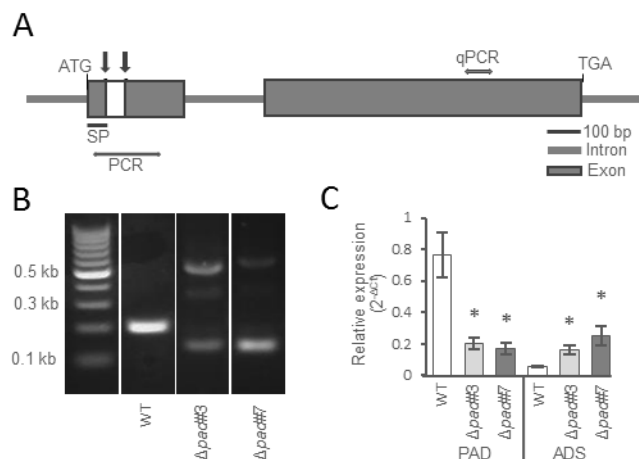 A
ATG
qPCR
TGA
SP
PCR
100 bp
Intron
Exon
B
0.5 kb
0.3 kb
0.1 kb
WT
Δpad#3
Δpad#7
C
Relative expression
(2-Δct)
1
0.8
0.6
0.4
0.2
0
* * * *
WT
Δpad#3
Δpad#7
WT
Δpad#3
Δpad#7
PAD
ADS